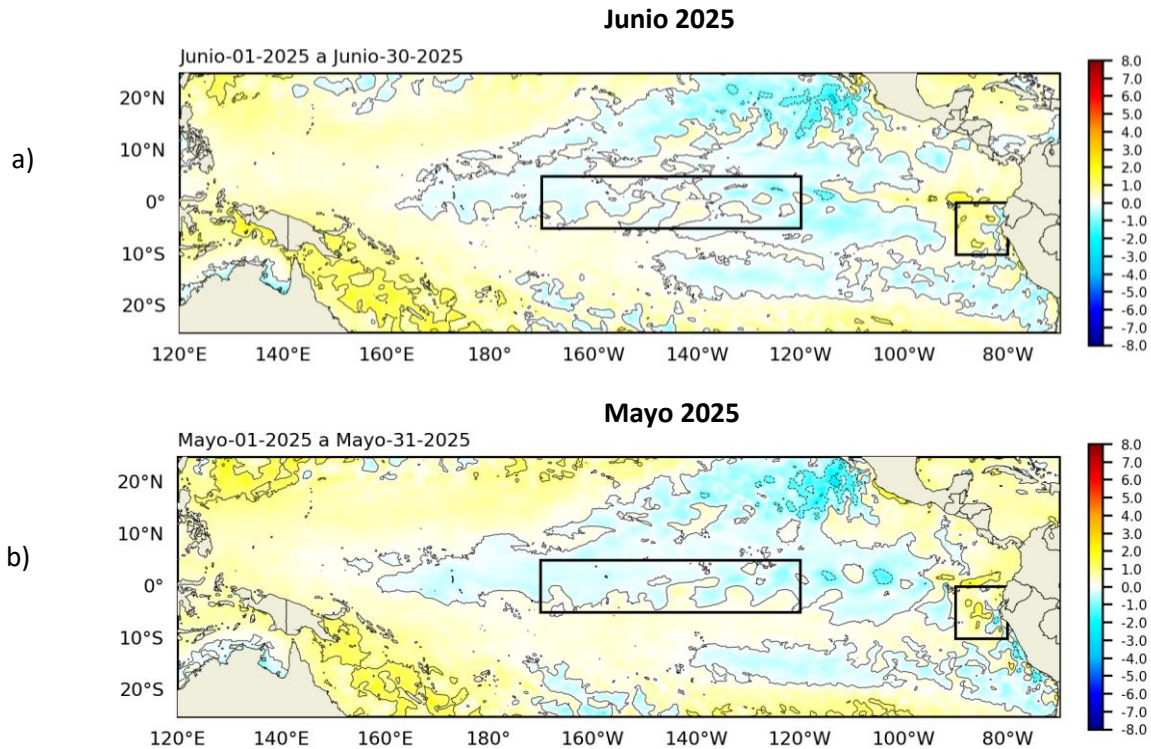 Junio 2025
Junio-01-2025 a Junio-30-2025
a)
20°N
10°N
0°
10°S
20°S
120°E 140°E 160°E 180° 160°W 140°W 120°W 100°W 80°W
8.0
7.0
6.0
5.0
4.0
3.0
2.0
1.0
0.0
-1.0
-2.0
-3.0
-4.0
-5.0
-6.0
-7.0
-8.0
Mayo 2025
Mayo-01-2025 a Mayo-31-2025
b)
20°N
10°N
0°
10°S
20°S
120°E 140°E 160°E 180° 160°W 140°W 120°W 100°W 80°W
8.0
7.0
6.0
5.0
4.0
3.0
2.0
1.0
0.0
-1.0
-2.0
-3.0
-4.0
-5.0
-6.0
-7.0
-8.0